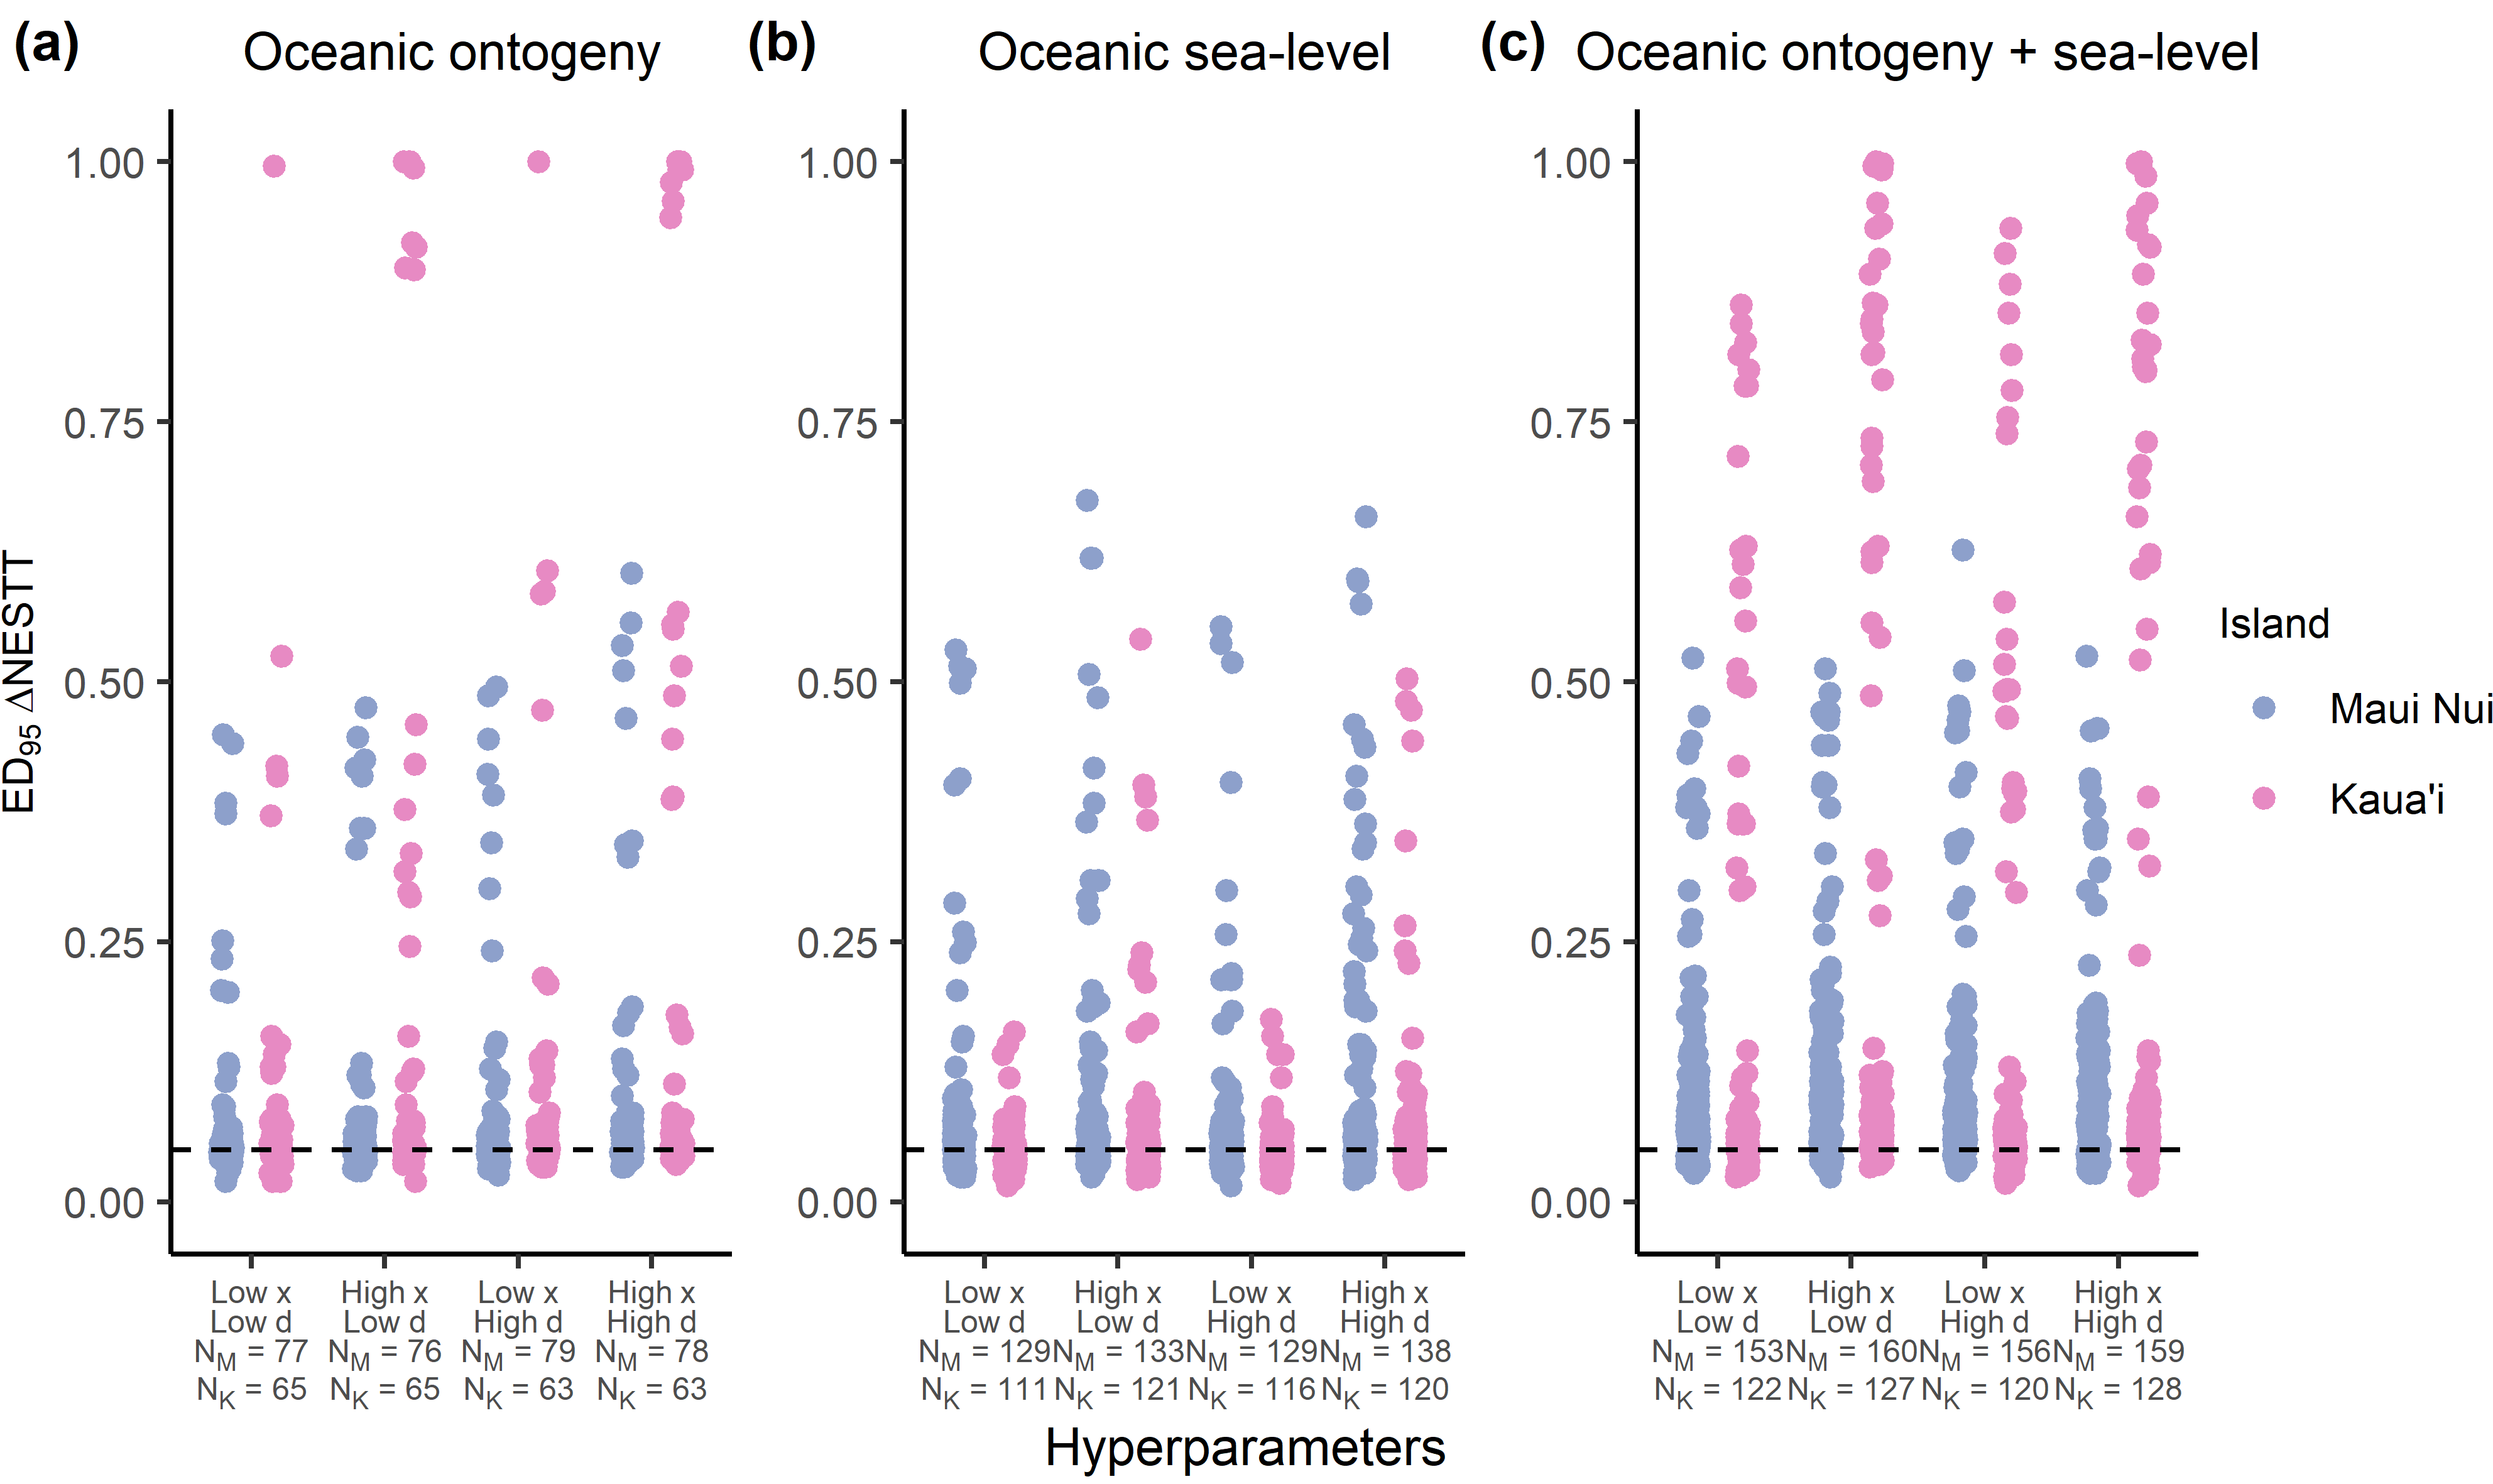 (a) Oceanic ontogeny
(b) Oceanic sea-level
(c) Oceanic ontogeny + sea-level
ED95 ΔNESTT
1.00
0.75
0.50
0.25
0.00
Low x
Low d
NM = 77
NK = 65
High x
Low d
NM = 76
NK = 65
Low x
High d
NM = 79
NK = 63
High x
High d
NM = 78
NK = 63
1.00
0.75
0.50
0.25
0.00
Low x
Low d
NM = 129
NK = 111
High x
Low d
NM = 133
NK = 121
Low x
High d
NM = 129
NK = 116
High x
High d
NM = 138
NK = 120
1.00
0.75
0.50
0.25
0.00
Low x
Low d
NM = 153
NK = 122
High x
Low d
NM = 160
NK = 127
Low x
High d
NM = 156
NK = 120
High x
High d
NM = 159
NK = 128
Hyperparameters
Island
Maui Nui
Kaua'i